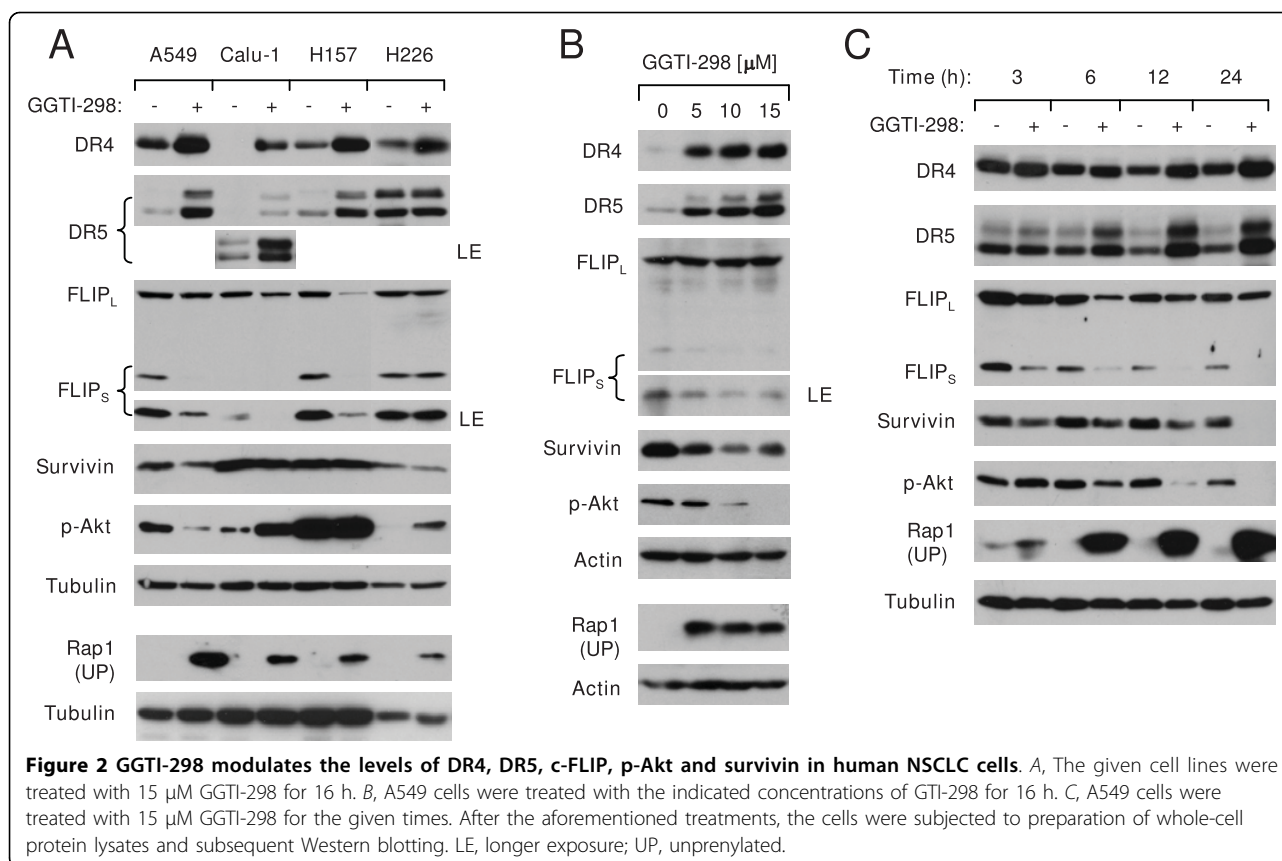 A
A549 Calu-1 H157 H226
GGTI-298: - + - + - + - +
DR4
DR5
LE
FLIPL
FLIPS
LE
Survivin
p-Akt
Tubulin
Rap1
(UP)
Tubulin
B
GGTI-298 [µM]
0 5 10 15
DR4
DR5
FLIPL
FLIPS
LE
Survivin
p-Akt
Actin
Rap1
(UP)
Actin
C
Time (h): 3 6 12 24
GGTI-298: - + - + - + - +
DR4
DR5
FLIPL
FLIPS
Survivin
p-Akt
Rap1
(UP)
Tubulin
Figure 2 GGTI-298 modulates the levels of DR4, DR5, c-FLIP, p-Akt and survivin in human NSCLC cells. A, The given cell lines were
treated with 15 µM GGTI-298 for 16 h. B, A549 cells were treated with the indicated concentrations of GTI-298 for 16 h. C, A549 cells were
treated with 15 µM GGTI-298 for the given times. After the aforementioned treatments, the cells were subjected to preparation of whole-cell
protein lysates and subsequent Western blotting. LE, longer exposure; UP, unprenylated.